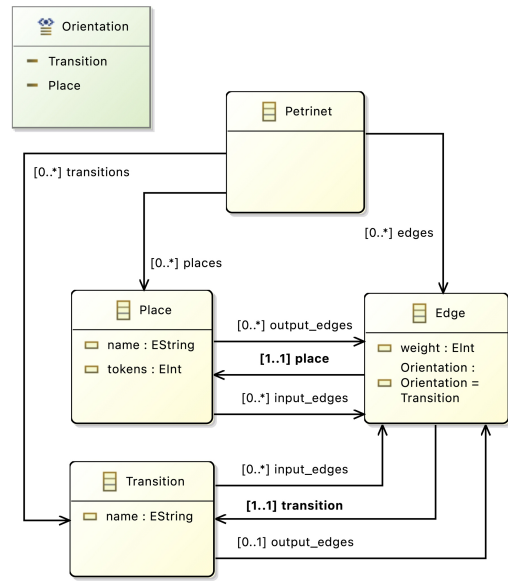 Orientation
Transition
Place
Petrinet
[0..*] transitions
[0..*] edges
[0..*] places
Place
name : EString
tokens : EInt
[0..*] output_edges
[1..1] place
[0..*] input_edges
Edge
weight : EInt
Orientation :
Orientation =
Transition
Transition
name : EString
[0..*] input_edges
[1..1] transition
[0..1] output_edges